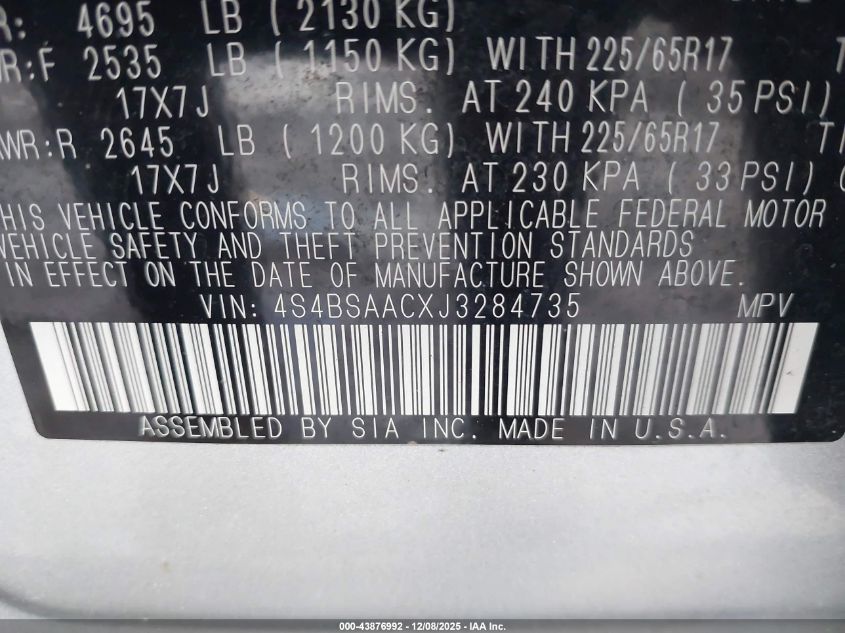 R: 4695 LB ( 2130 KG)
WR:F 2535 LB ( 1150 KG) WITH 225/65R17
17X7J RIMS. AT 240 KPA ( 35 PSI)
WR:R 2645 LB ( 1200 KG) WITH 225/65R17
17X7J RIMS. AT 230 KPA ( 33 PSI)
HIS VEHICLE CONFORMS TO ALL APPLICABLE FEDERAL MOTOR
VEHICLE SAFETY AND THEFT PREVENTION STANDARDS
IN EFFECT ON THE DATE OF MANUFACTURE SHOWN ABOVE.
VIN: 4S4BSAACXJ3284735 MPV
ASSEMBLED BY SIA INC. MADE IN U.S.A.
000-43876992 - 12/08/2025 - IAA Inc.